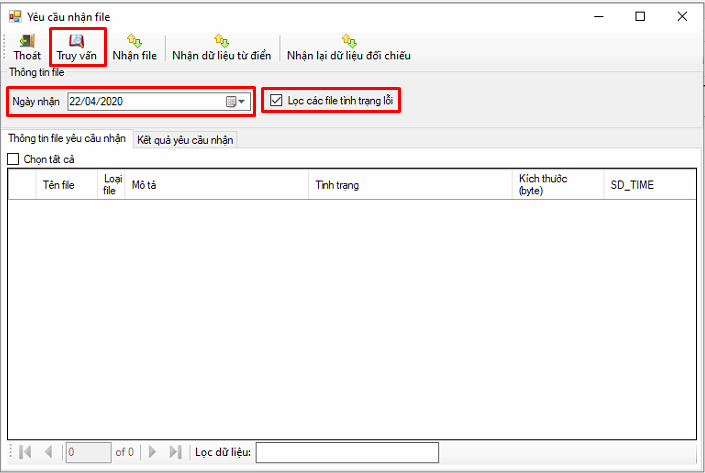 Yêu cầu nhận file
Thoát Truy vấn Nhận file Nhận dữ liệu từ điển Nhận lại dữ liệu đối chiếu
Thông tin file
Ngày nhận 22/04/2020 Lọc các file tình trạng lỗi
Thông tin file yêu cầu nhận Kết quả yêu cầu nhận
Chọn tất cả
Tên file Loại file Mô tả Tình trạng Kích thước (byte) SD_TIME
0 of 0 Lọc dữ liệu: